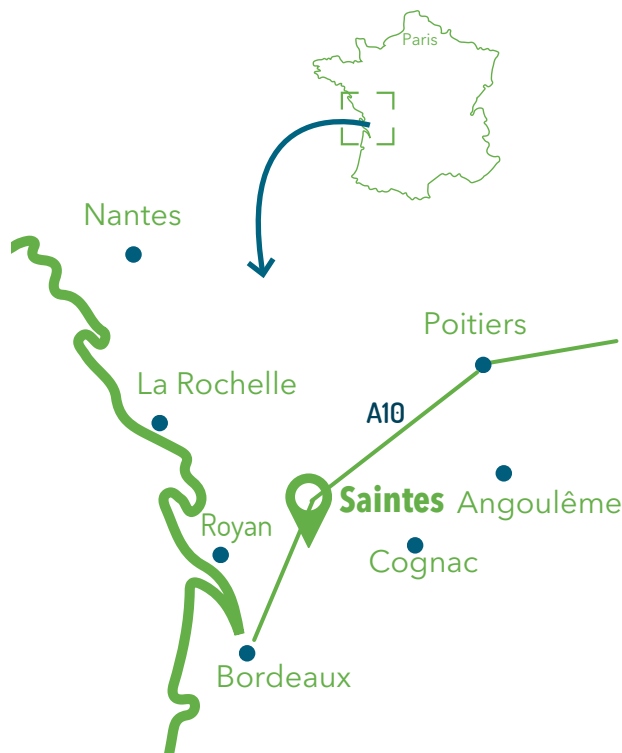 Paris
Nantes
Poitiers
La Rochelle
A10
Saintes
Angoulême
Royan
Cognac
Bordeaux